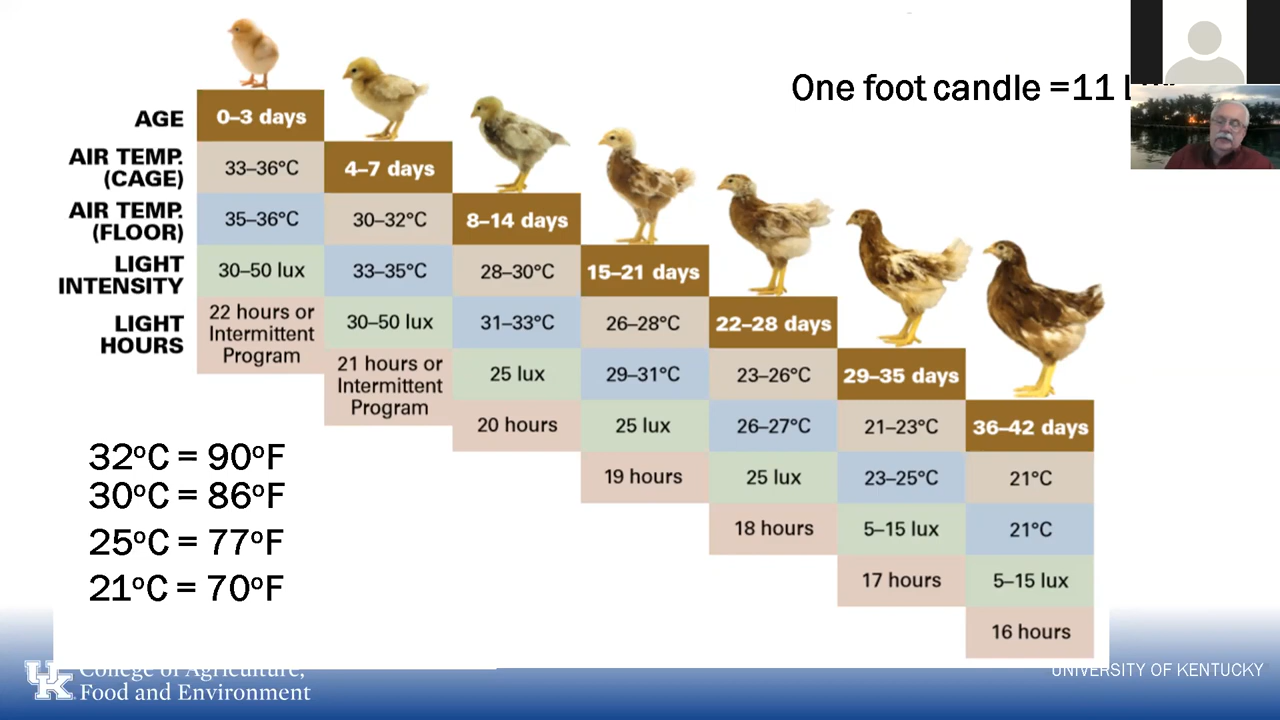 One foot candle =11
AGE
0–3 days
AIR TEMP.
(CAGE)
33–36°C
4–7 days
AIR TEMP.
(FLOOR)
35–36°C
30–32°C
8–14 days
LIGHT
INTENSITY
30–50 lux
33–35°C
28–30°C
15–21 days
LIGHT
HOURS
22 hours or
Intermittent
Program
30–50 lux
31–33°C
26–28°C
22–28 days
21 hours or
Intermittent
Program
25 lux
29–31°C
23–26°C
29–35 days
20 hours
25 lux
26–27°C
21–23°C
36–42 days
19 hours
25 lux
23–25°C
21°C
18 hours
5–15 lux
21°C
17 hours
5–15 lux
16 hours
32°C = 90°F
30°C = 86°F
25°C = 77°F
21°C = 70°F
UK
College of Agriculture,
Food and Environment
UNIVERSITY OF KENTUCKY